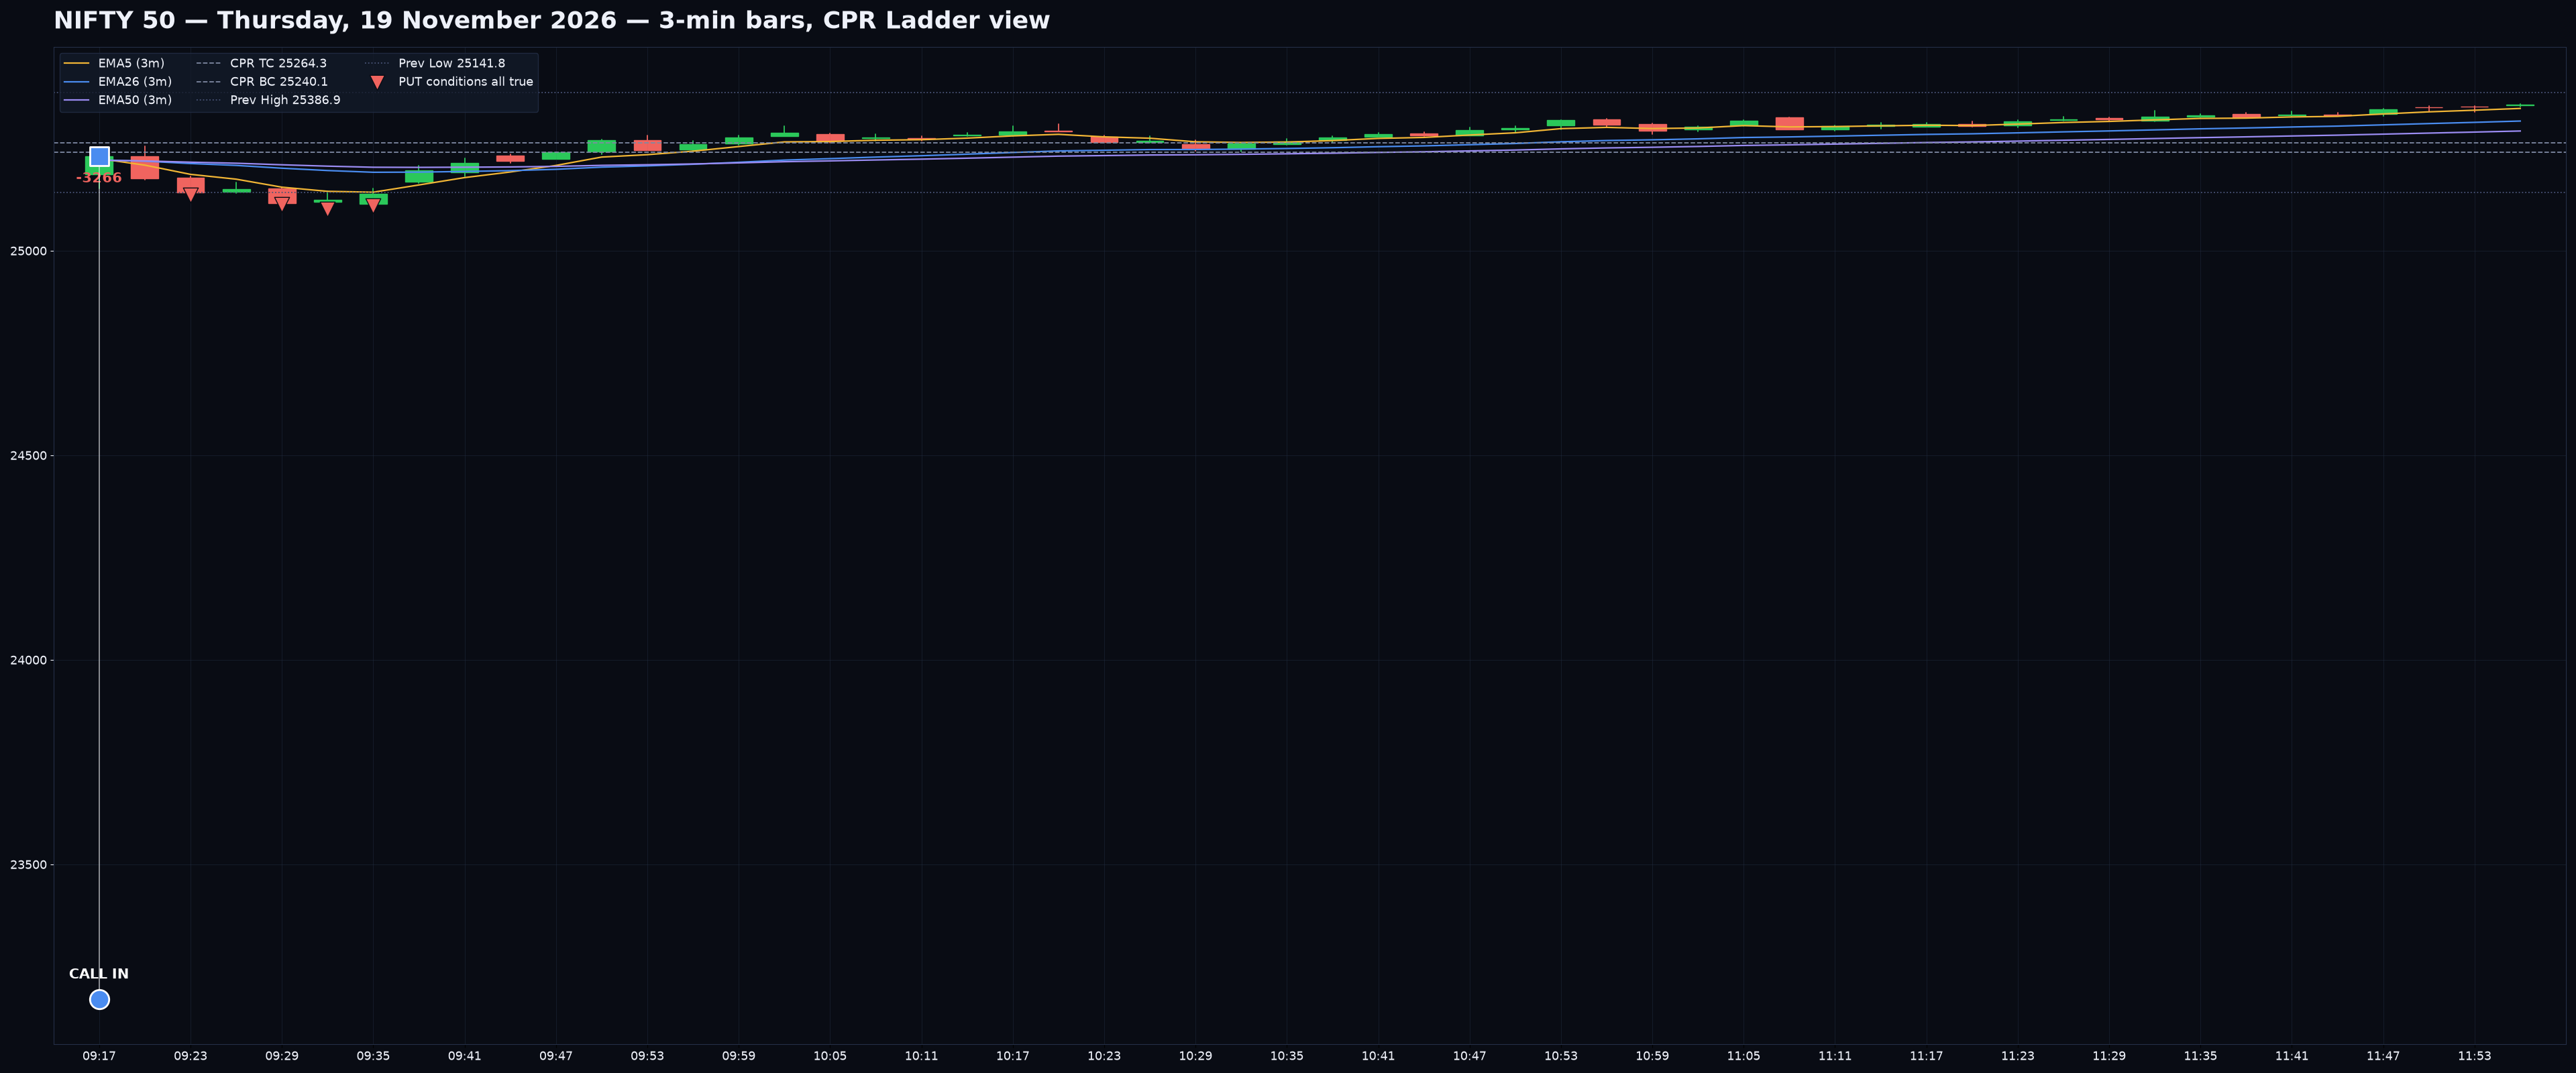 NIFTY 50 — Thursday, 19 November 2026 — 3-min bars, CPR Ladder view
EMA5 (3m)
EMA26 (3m)
EMA50 (3m)
CPR TC 25264.3
CPR BC 25240.1
Prev High 25386.9
Prev Low 25141.8
PUT conditions all true
-3266
25000
24500
24000
23500
CALL IN
09:17 09:23 09:29 09:35 09:41 09:47 09:53 09:59 10:05 10:11 10:17 10:23 10:29 10:35 10:41 10:47 10:53 10:59 11:05 11:11 11:17 11:23 11:29 11:35 11:41 11:47 11:53